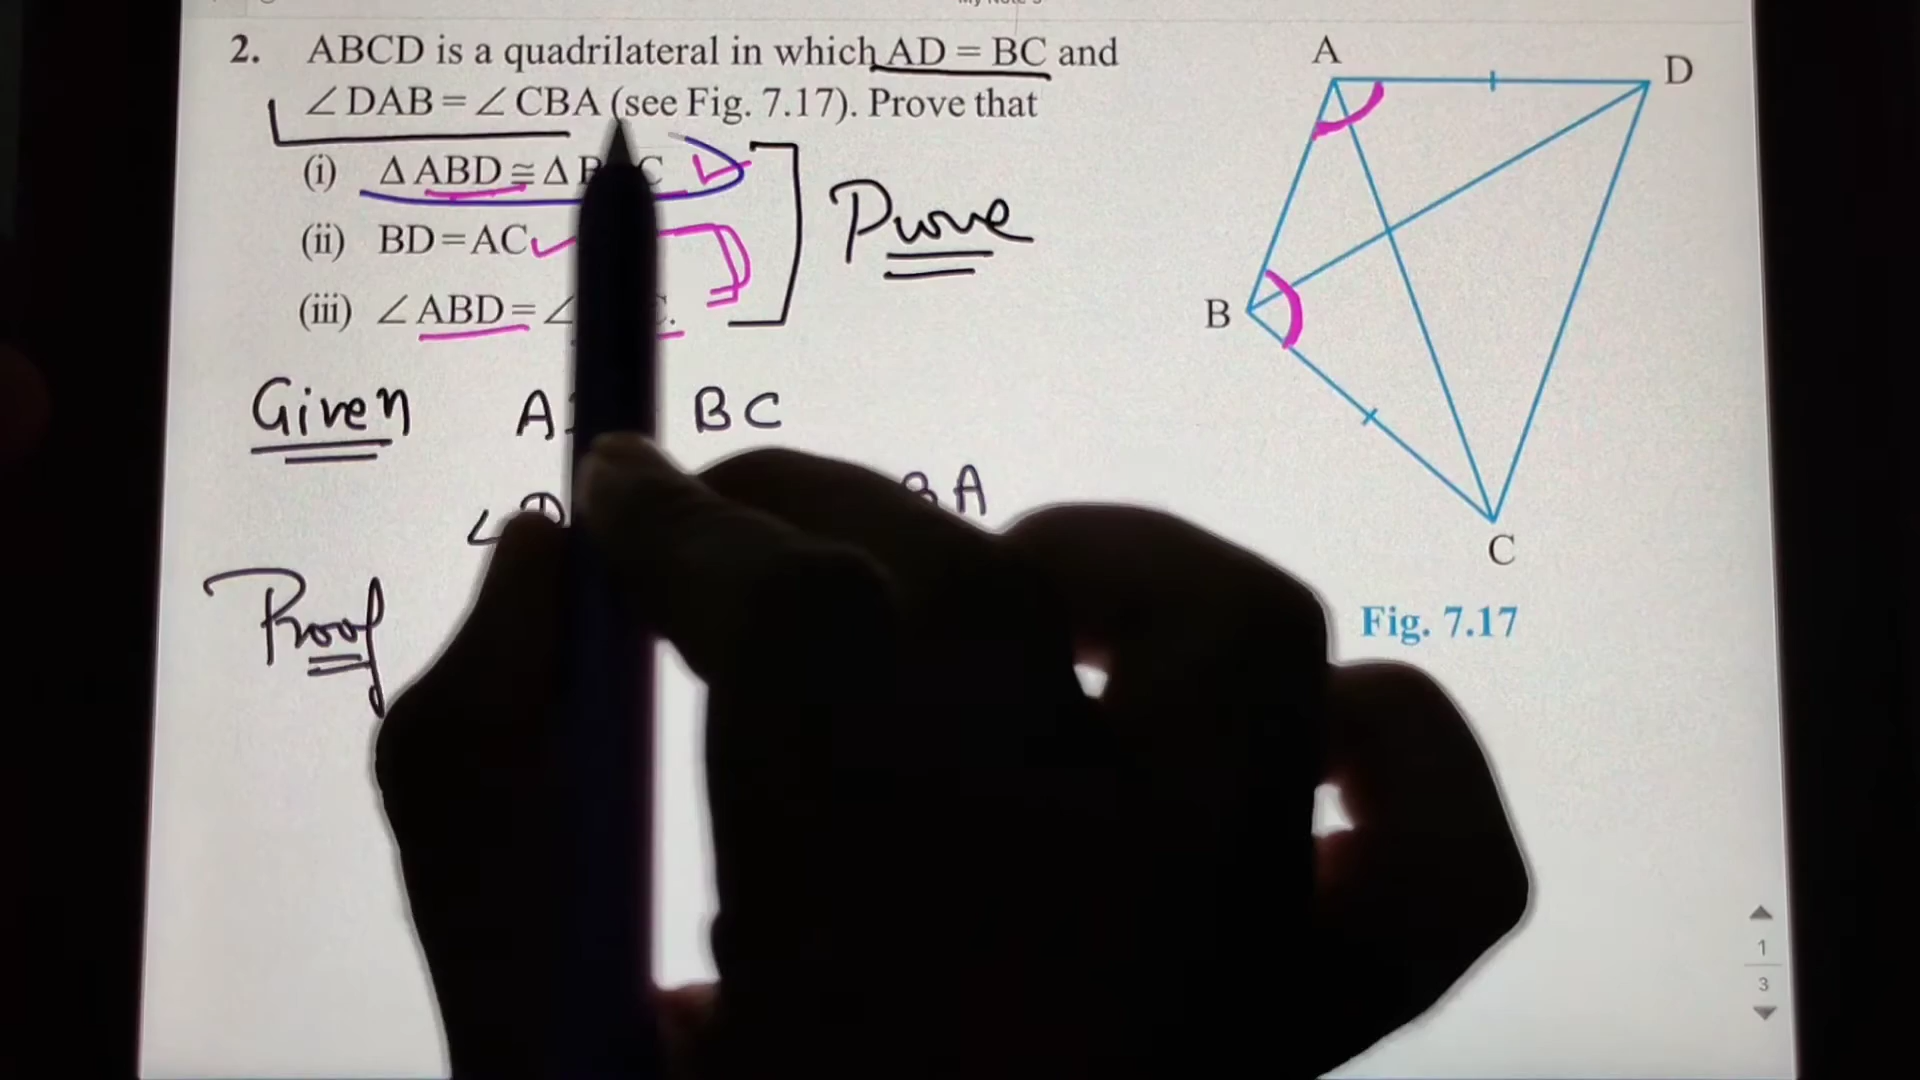 2. ABCD is a quadrilateral in which AD = BC and
∠DAB = ∠CBA (see Fig. 7.17). Prove that
(i) ΔABD ≅ Δ
(ii) BD = AC
(iii) ∠ABD = ∠
Prove
Given BC
Proof
A
D
B
C
Fig. 7.17
1
3